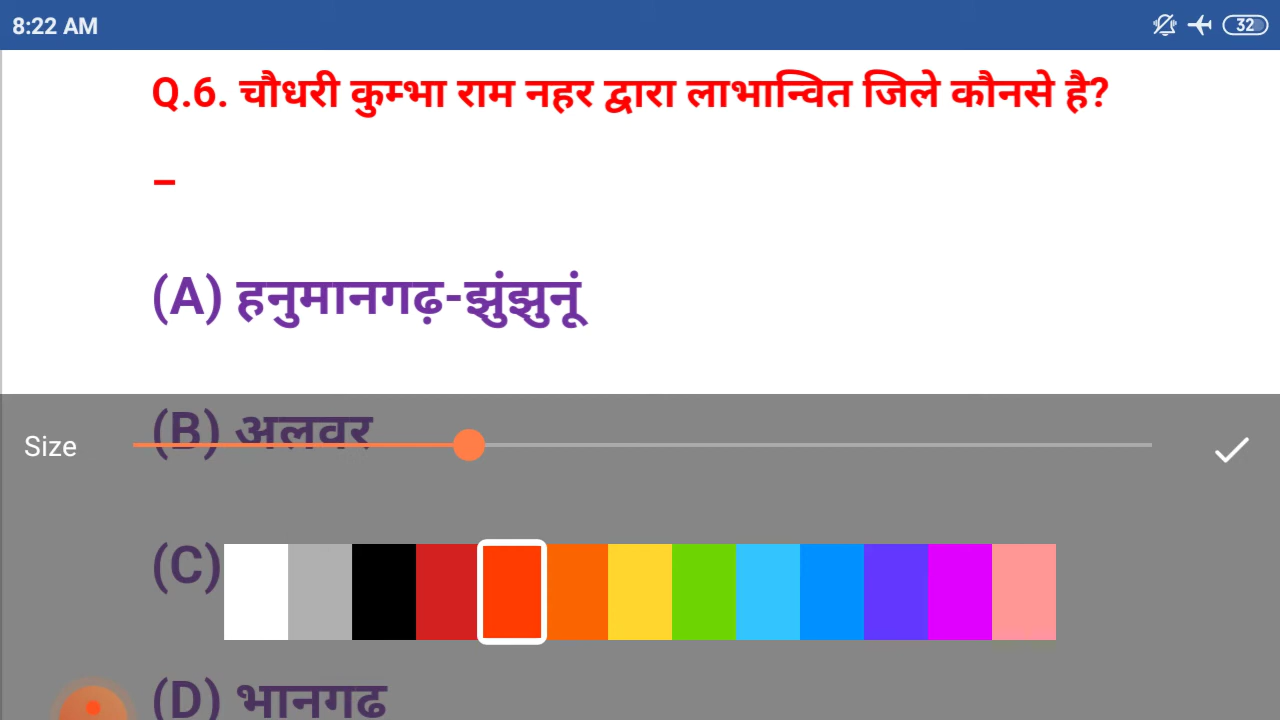 8:22 AM
32
Q.6. चौधरी कुम्भा राम नहर द्वारा लाभान्वित जिले कौनसे है?
–
(A) हनुमानगढ़-झुंझुनूं
(B) अलवर
Size
(C)
(D) भानगढ